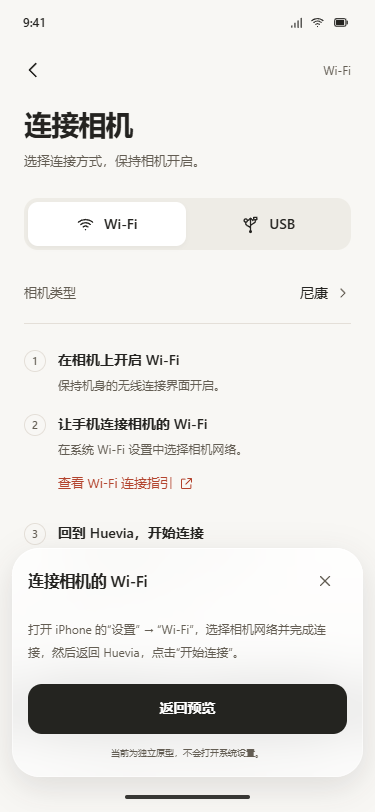 9:41
Wi-Fi
连接相机
选择连接方式，保持相机开启。
Wi-Fi
USB
相机类型
尼康
1
在相机上开启 Wi-Fi
保持机身的无线连接界面开启。
2
让手机连接相机的 Wi-Fi
在系统 Wi-Fi 设置中选择相机网络。
查看 Wi-Fi 连接指引
3
回到 Huevia，开始连接
连接相机的 Wi-Fi
打开 iPhone 的“设置” → “Wi-Fi”，选择相机网络并完成连
接，然后返回 Huevia，点击“开始连接”。
返回预览
当前为独立原型，不会打开系统设置。